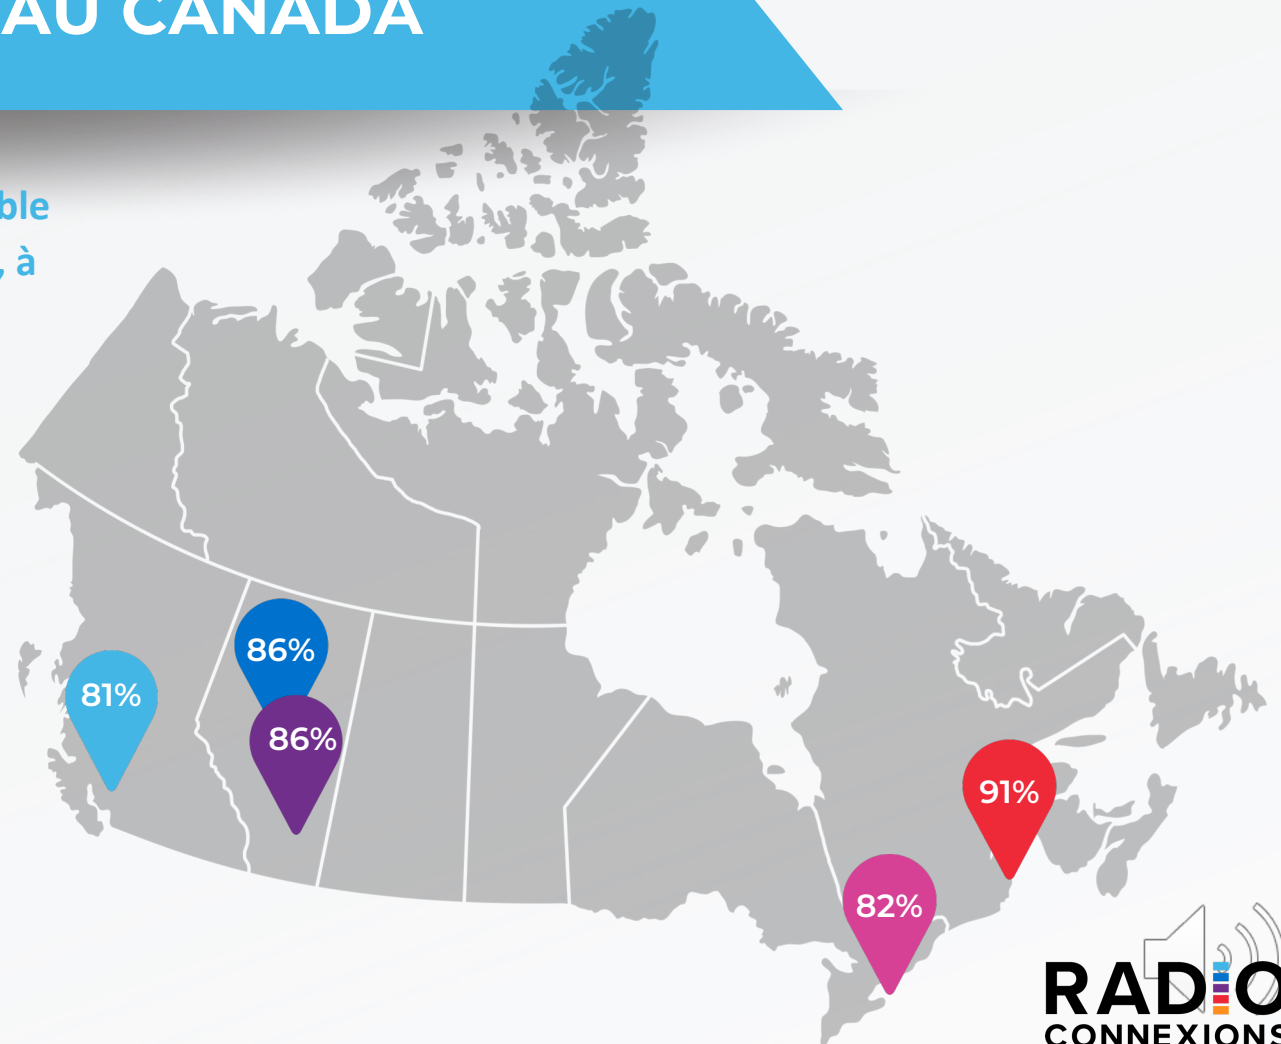 AU CANADA
ble
, à
86%
81%
86%
91%
82%
RADIO
CONNEXIONS